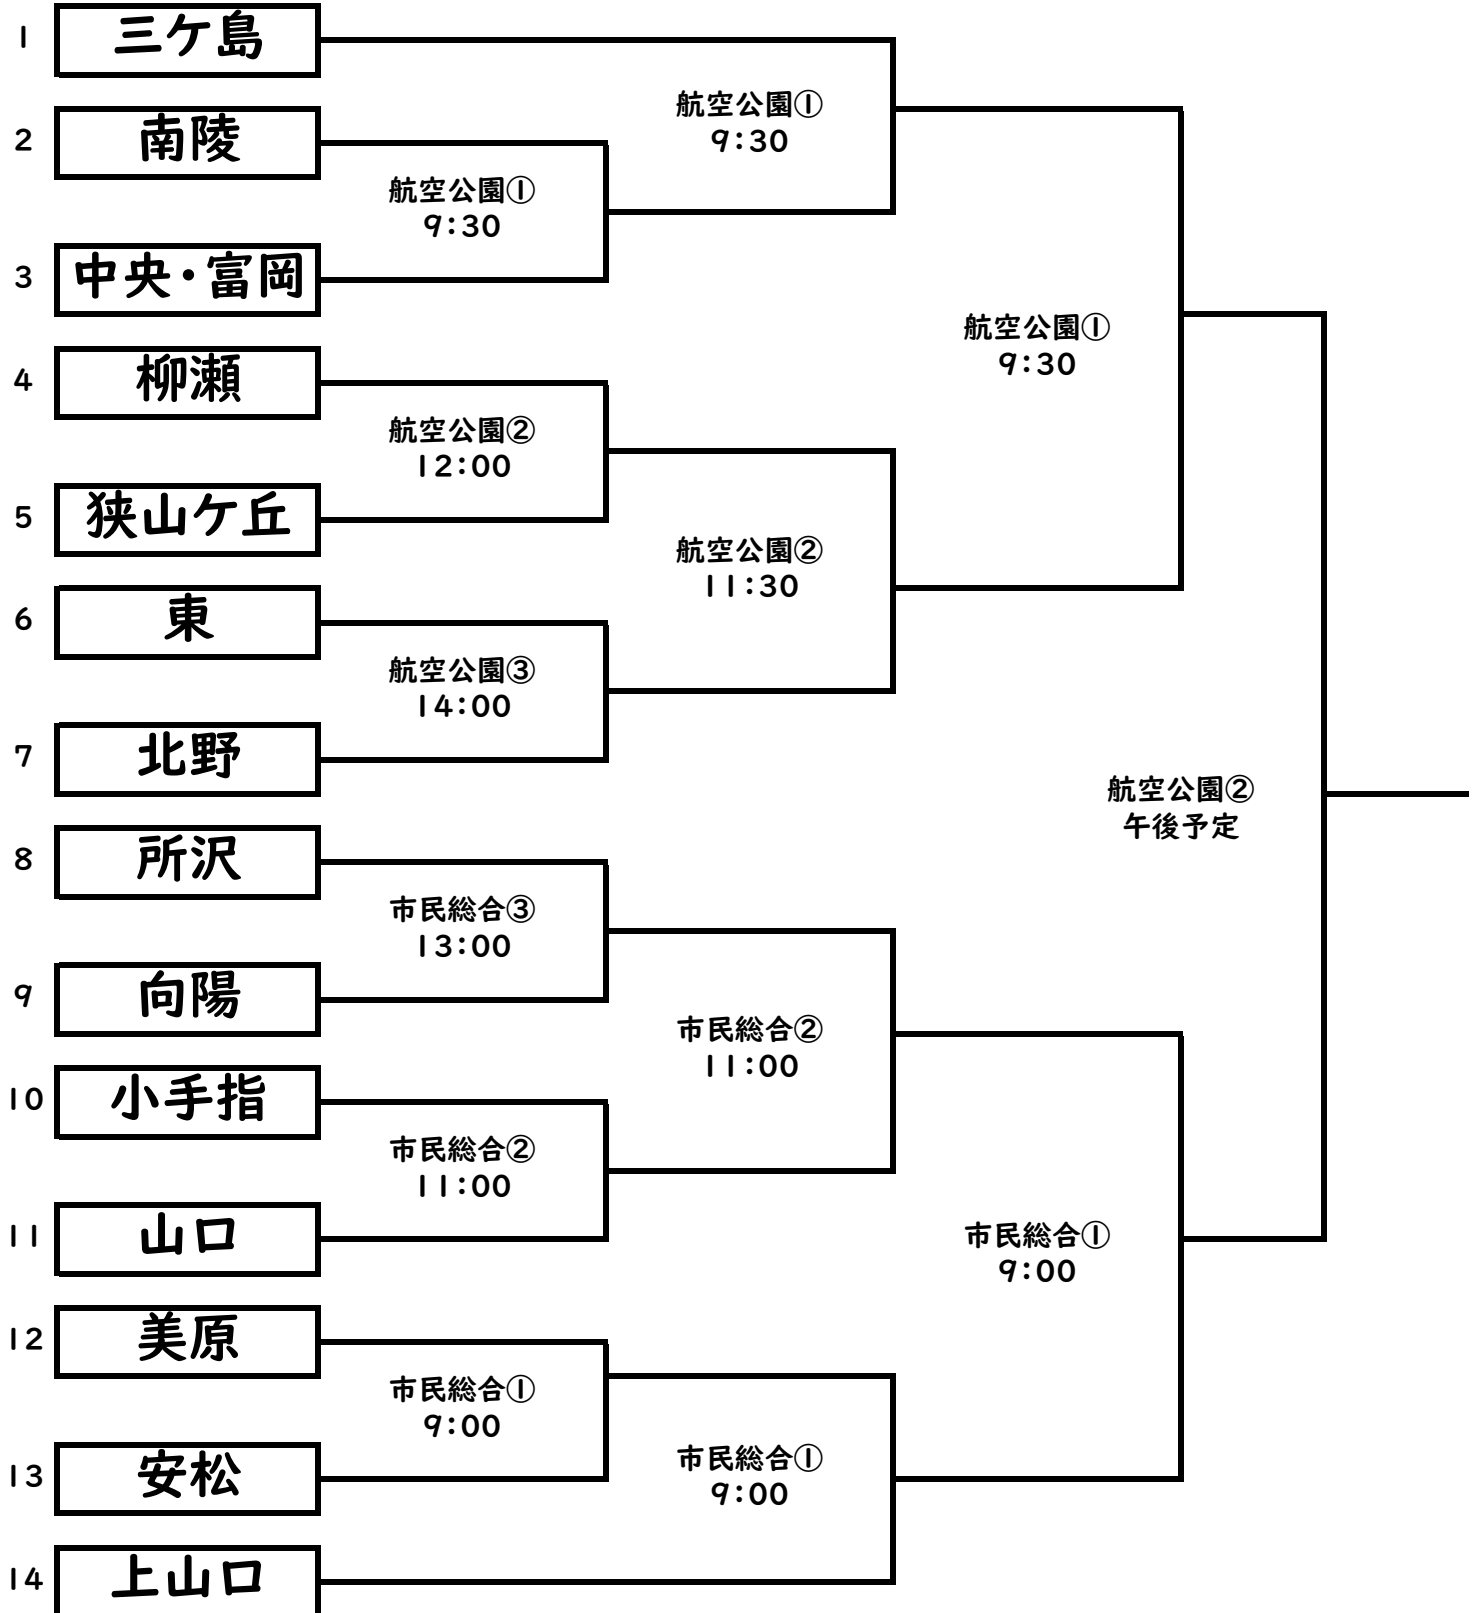 1 三ケ島
航空公園①
9:30
2 南陵
航空公園①
9:30
3 中央・富岡
航空公園①
9:30
4 柳瀬
航空公園②
12:00
5 狭山ケ丘
航空公園②
11:30
6 東
航空公園③
14:00
7 北野
航空公園②
午後予定
8 所沢
市民総合③
13:00
9 向陽
市民総合②
11:00
10 小手指
市民総合②
11:00
11 山口
市民総合①
9:00
12 美原
市民総合①
9:00
13 安松
市民総合①
9:00
14 上山口